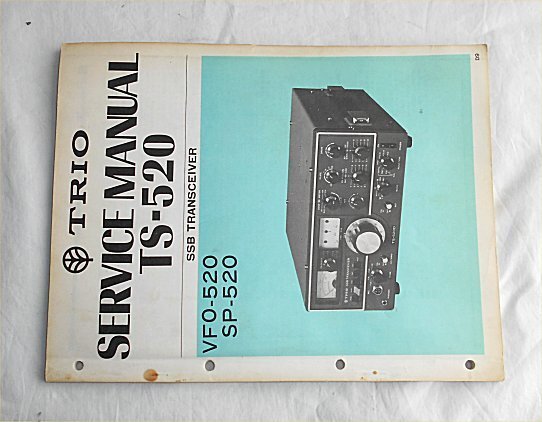 TRIO
SERVICE MANUAL
TS-520
SSB TRANSCEIVER
VFO-520
SP-520